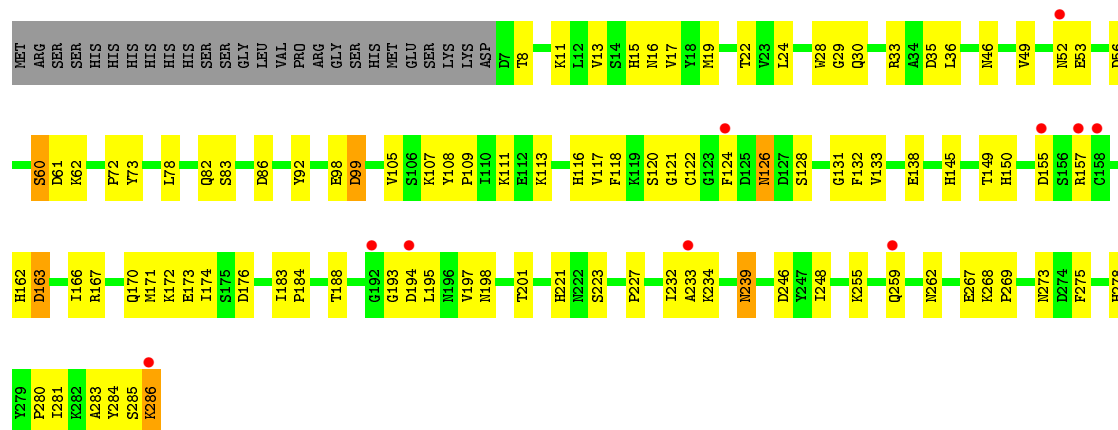 MET ARG SER SER HIS HIS HIS HIS HIS HIS SER SER GLY LEU VAL PRO ARG GLY SER HIS MET GLU SER LYS LYS ASP D7 T8 K11 L12 V13 S14 H15 N16 V17 Y18 M19 T22 V23 L24 W28 G29 Q30 R33 A34 D35 L36 N46 V49 N52 E53 D56
S60 D61 K62 P72 Y73 L78 Q82 S83 D86 Y92 E98 D99 V105 S106 K107 Y108 P109 I110 K111 E112 K113 H116 V117 F118 K119 S120 G121 C122 G123 F124 D125 N126 D127 S128 G131 F132 V133 E138 H145 T149 H150 D155 S156 R157 C158
H162 D163 I166 R167 Q170 M171 K172 E173 I174 S175 D176 I183 P184 T188 G192 G193 D194 L195 N196 V197 N198 T201 H221 N222 S223 P227 I232 A233 K234 N239 D246 Y247 I248 K255 Q259 N262 E267 K268 P269 N273 D274 F275 H278
Y279 P280 I281 K282 A283 Y284 S285 K286